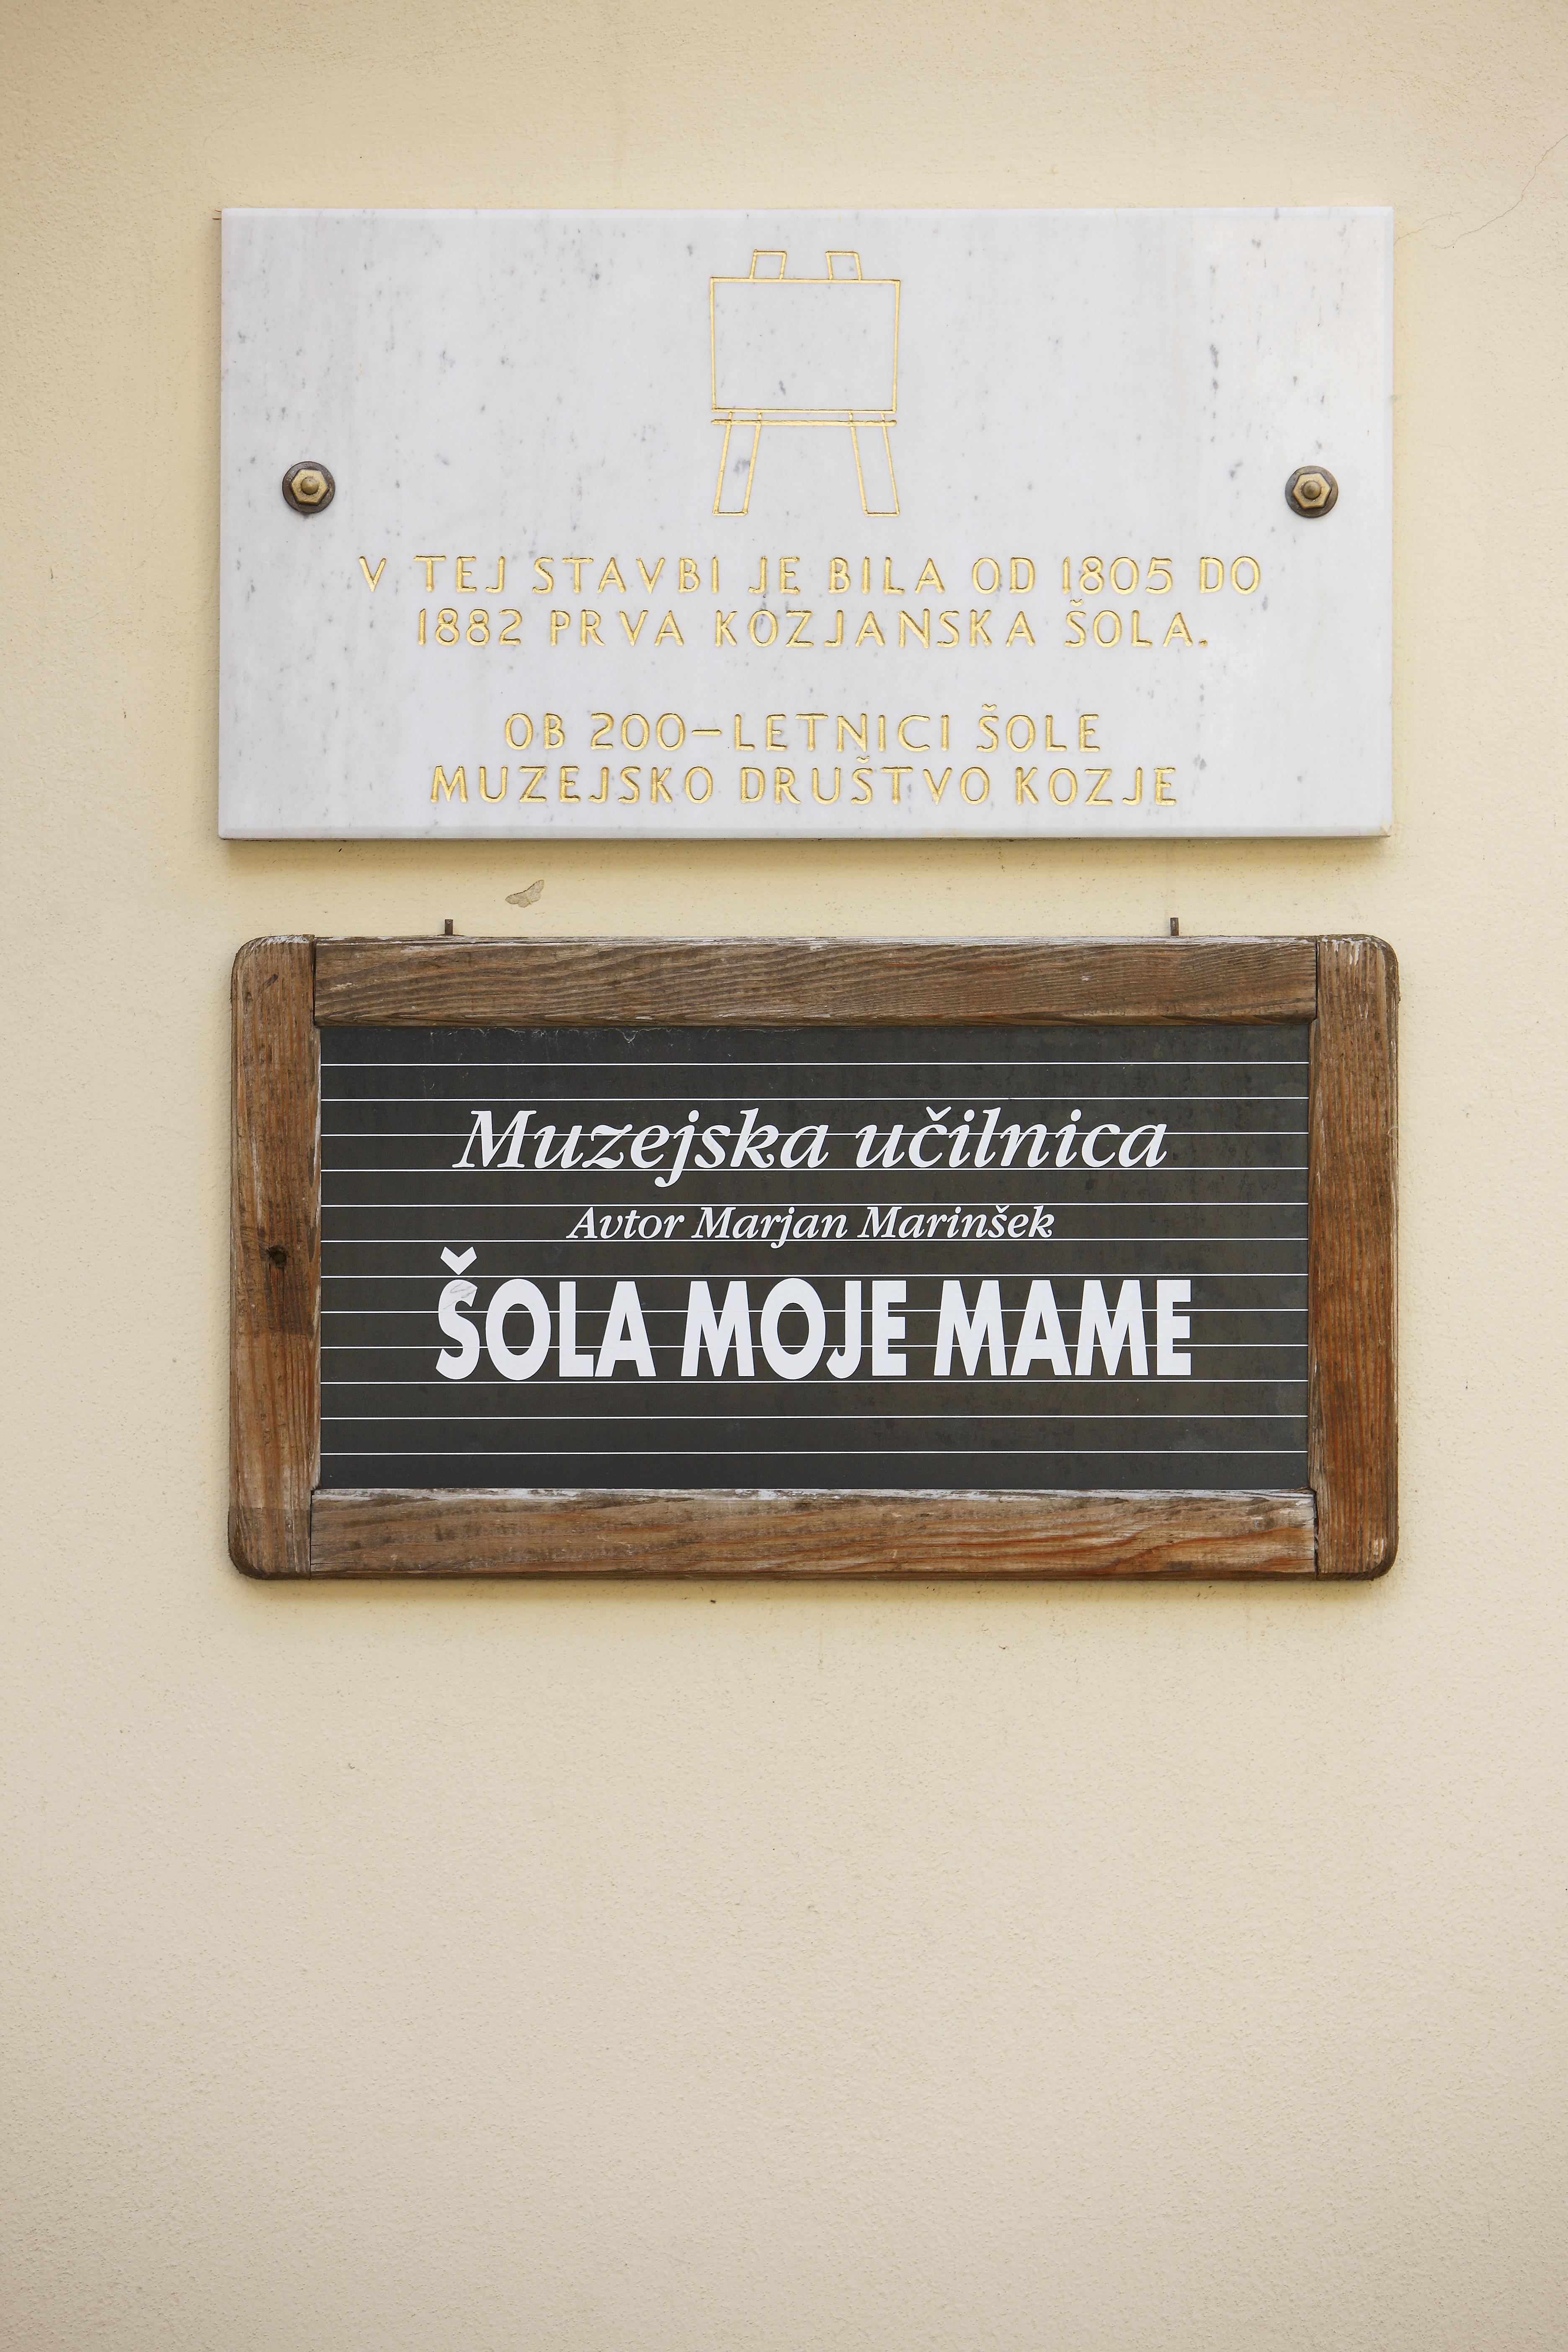 V TEJ STAVBI JE BILA OD 1805 DO
1882 PRVA KOZJANSKA ŠOLA.
OB 200-LETNICI ŠOLE
MUZEJSKO DRUŠTVO KOZJE
Muzejska učilnica
Avtor Marjan Marinšek
ŠOLA MOJE MAME